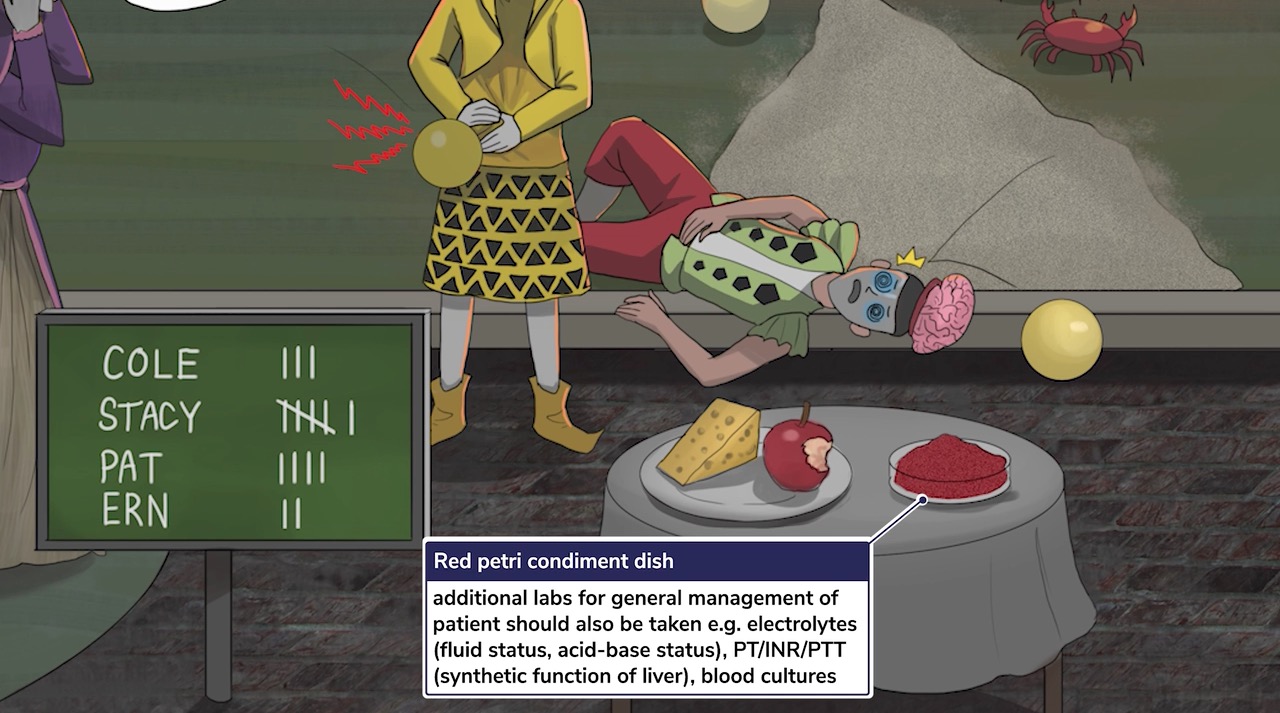 COLE
STACY
PAT
ERN
Red petri condiment dish
additional labs for general management of
patient should also be taken e.g. electrolytes
(fluid status, acid-base status), PT/INR/PTT
(synthetic function of liver), blood cultures